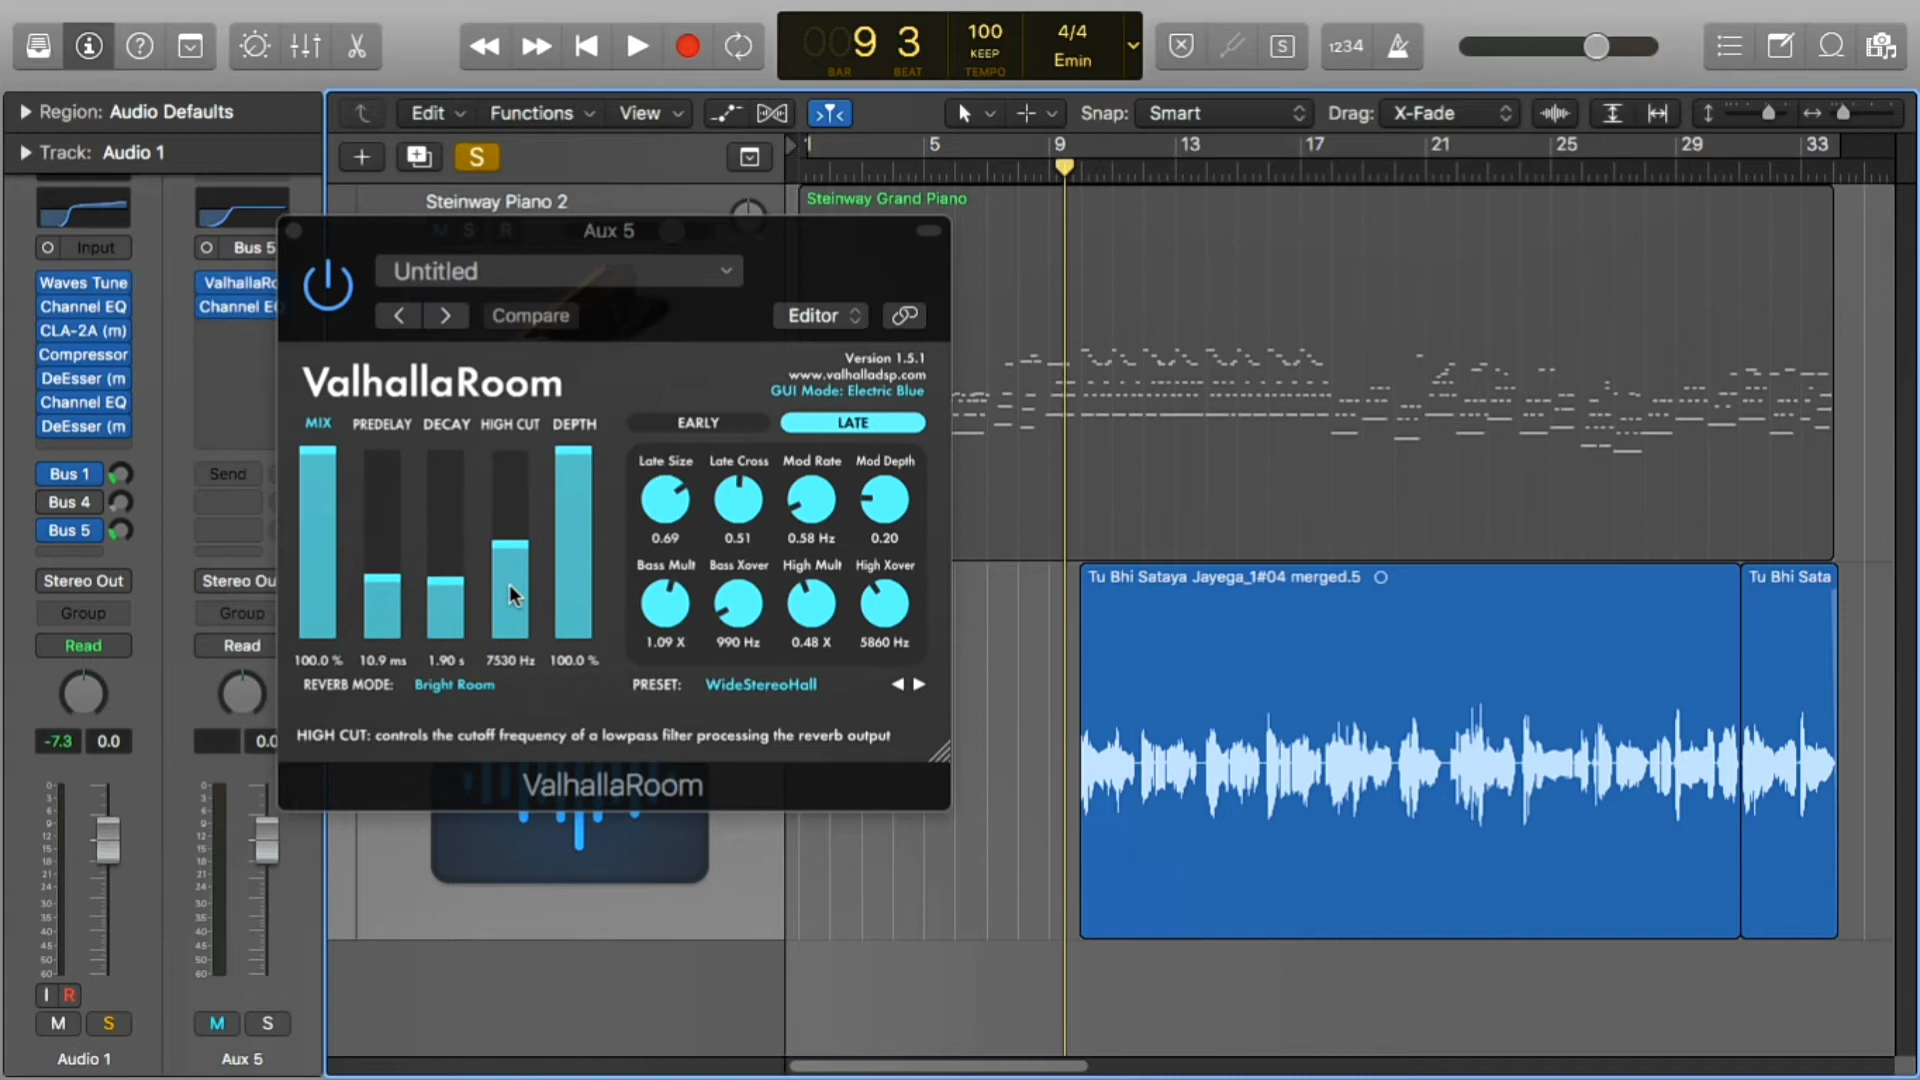 009 3
BAR BEAT
100
KEEP
TEMPO
4/4
Emin
S
1234
Region: Audio Defaults
Track: Audio 1
Edit Functions View
Snap: Smart
Drag: X-Fade
S
1 5 9 13 17 21 25 29 33
Steinway Piano 2
M S R
Steinway Grand Piano
Input
Bus 5
Waves Tune
Channel EQ
CLA-2A (m)
Compressor
DeEsser (m
Channel EQ
DeEsser (m
ValhallaRo
Channel E
Bus 1
Bus 4
Bus 5
Send
Stereo Out
Stereo Ou
Group
Group
Read
Read
-7.3 0.0
0.0
I R
M S
M S
Audio 1
Aux 5
Aux 5
Untitled
Compare
Editor
ValhallaRoom
Version 1.5.1
www.valhalladsp.com
GUI Mode: Electric Blue
MIX PREDELAY DECAY HIGH CUT DEPTH
EARLY LATE
Late Size Late Cross Mod Rate Mod Depth
0.69 0.51 0.58 Hz 0.20
Bass Mult Bass Xover High Mult High Xover
1.09 X 990 Hz 0.48 X 5860 Hz
100.0 % 10.9 ms 1.90 s 7530 Hz 100.0 %
REVERB MODE: Bright Room
PRESET: WideStereoHall
HIGH CUT: controls the cutoff frequency of a lowpass filter processing the reverb output
ValhallaRoom
Tu Bhi Sataya Jayega_1#04 merged.5
Tu Bhi Sata